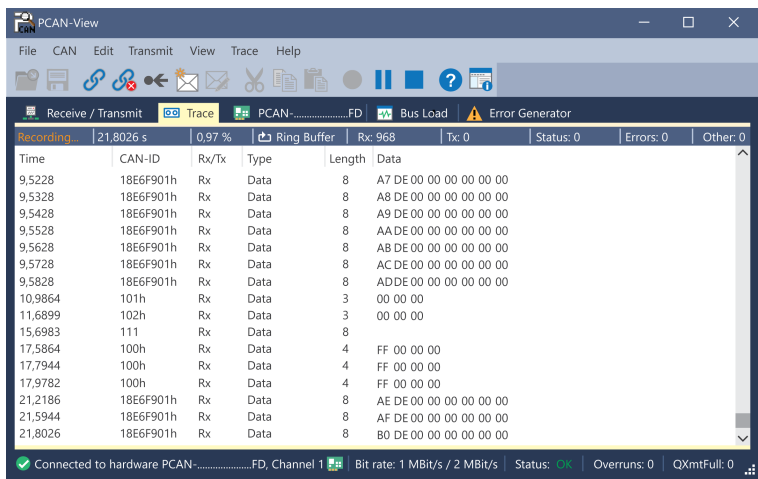 PCAN-View
File CAN Edit Transmit View Trace Help
Receive / Transmit Trace PCAN-....................FD Bus Load Error Generator
Recording... 21,8026 s 0,97 % Ring Buffer Rx: 968 Tx: 0 Status: 0 Errors: 0 Other: 0
Time CAN-ID Rx/Tx Type Length Data
9,5228 18E6F901h Rx Data 8 A7 DE 00 00 00 00 00 00
9,5328 18E6F901h Rx Data 8 A8 DE 00 00 00 00 00 00
9,5428 18E6F901h Rx Data 8 A9 DE 00 00 00 00 00 00
9,5528 18E6F901h Rx Data 8 AA DE 00 00 00 00 00 00
9,5628 18E6F901h Rx Data 8 AB DE 00 00 00 00 00 00
9,5728 18E6F901h Rx Data 8 AC DE 00 00 00 00 00 00
9,5828 18E6F901h Rx Data 8 ADDE 00 00 00 00 00 00
10,9864 101h Rx Data 3 00 00 00
11,6899 102h Rx Data 3 00 00 00
15,6983 111 Rx Data 8
17,5864 100h Rx Data 4 FF 00 00 00
17,7944 100h Rx Data 4 FF 00 00 00
17,9782 100h Rx Data 4 FF 00 00 00
21,2186 18E6F901h Rx Data 8 AE DE 00 00 00 00 00 00
21,5944 18E6F901h Rx Data 8 AF DE 00 00 00 00 00 00
21,8026 18E6F901h Rx Data 8 B0 DE 00 00 00 00 00 00
Connected to hardware PCAN-....................FD, Channel 1 Bit rate: 1 MBit/s / 2 MBit/s Status: OK Overruns: 0 QXmtFull: 0